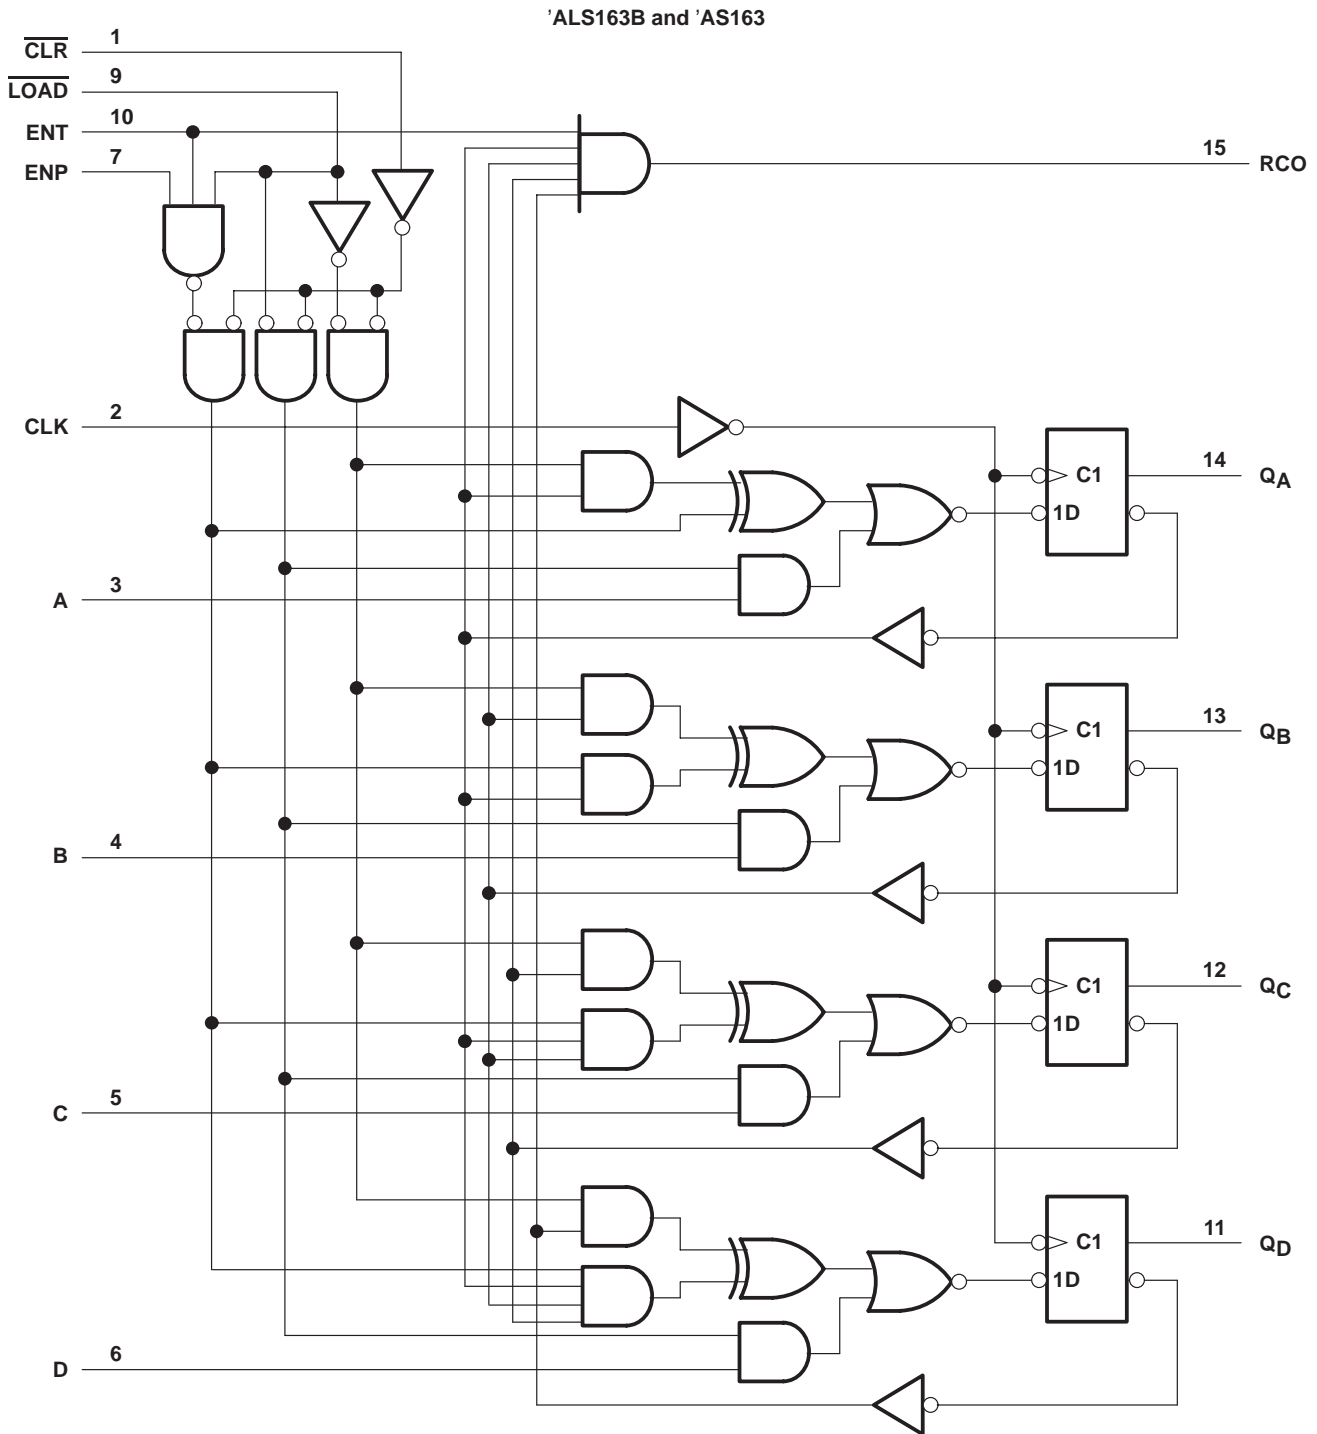 ’ALS163B and ’AS163
CLR 1
LOAD 9
ENT 10
ENP 7
15 RCO
CLK 2
C1 14 QA
1D
A 3
C1 13 QB
1D
B 4
C1 12 QC
1D
C 5
C1 11 QD
1D
D 6